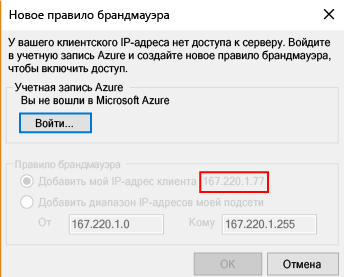 Новое правило брандмауэра
У вашего клиентского IP-адреса нет доступа к серверу. Войдите
в учетную запись Azure и создайте новое правило брандмауэра,
чтобы включить доступ.
Учетная запись Azure
Вы не вошли в Microsoft Azure
Войти...
Правило брандмауэра
Добавить мой IP-адрес клиента 167.220.1.77
Добавить диапазон IP-адресов моей подсети
От 167.220.1.0 Кому 167.220.1.255
OK Отмена